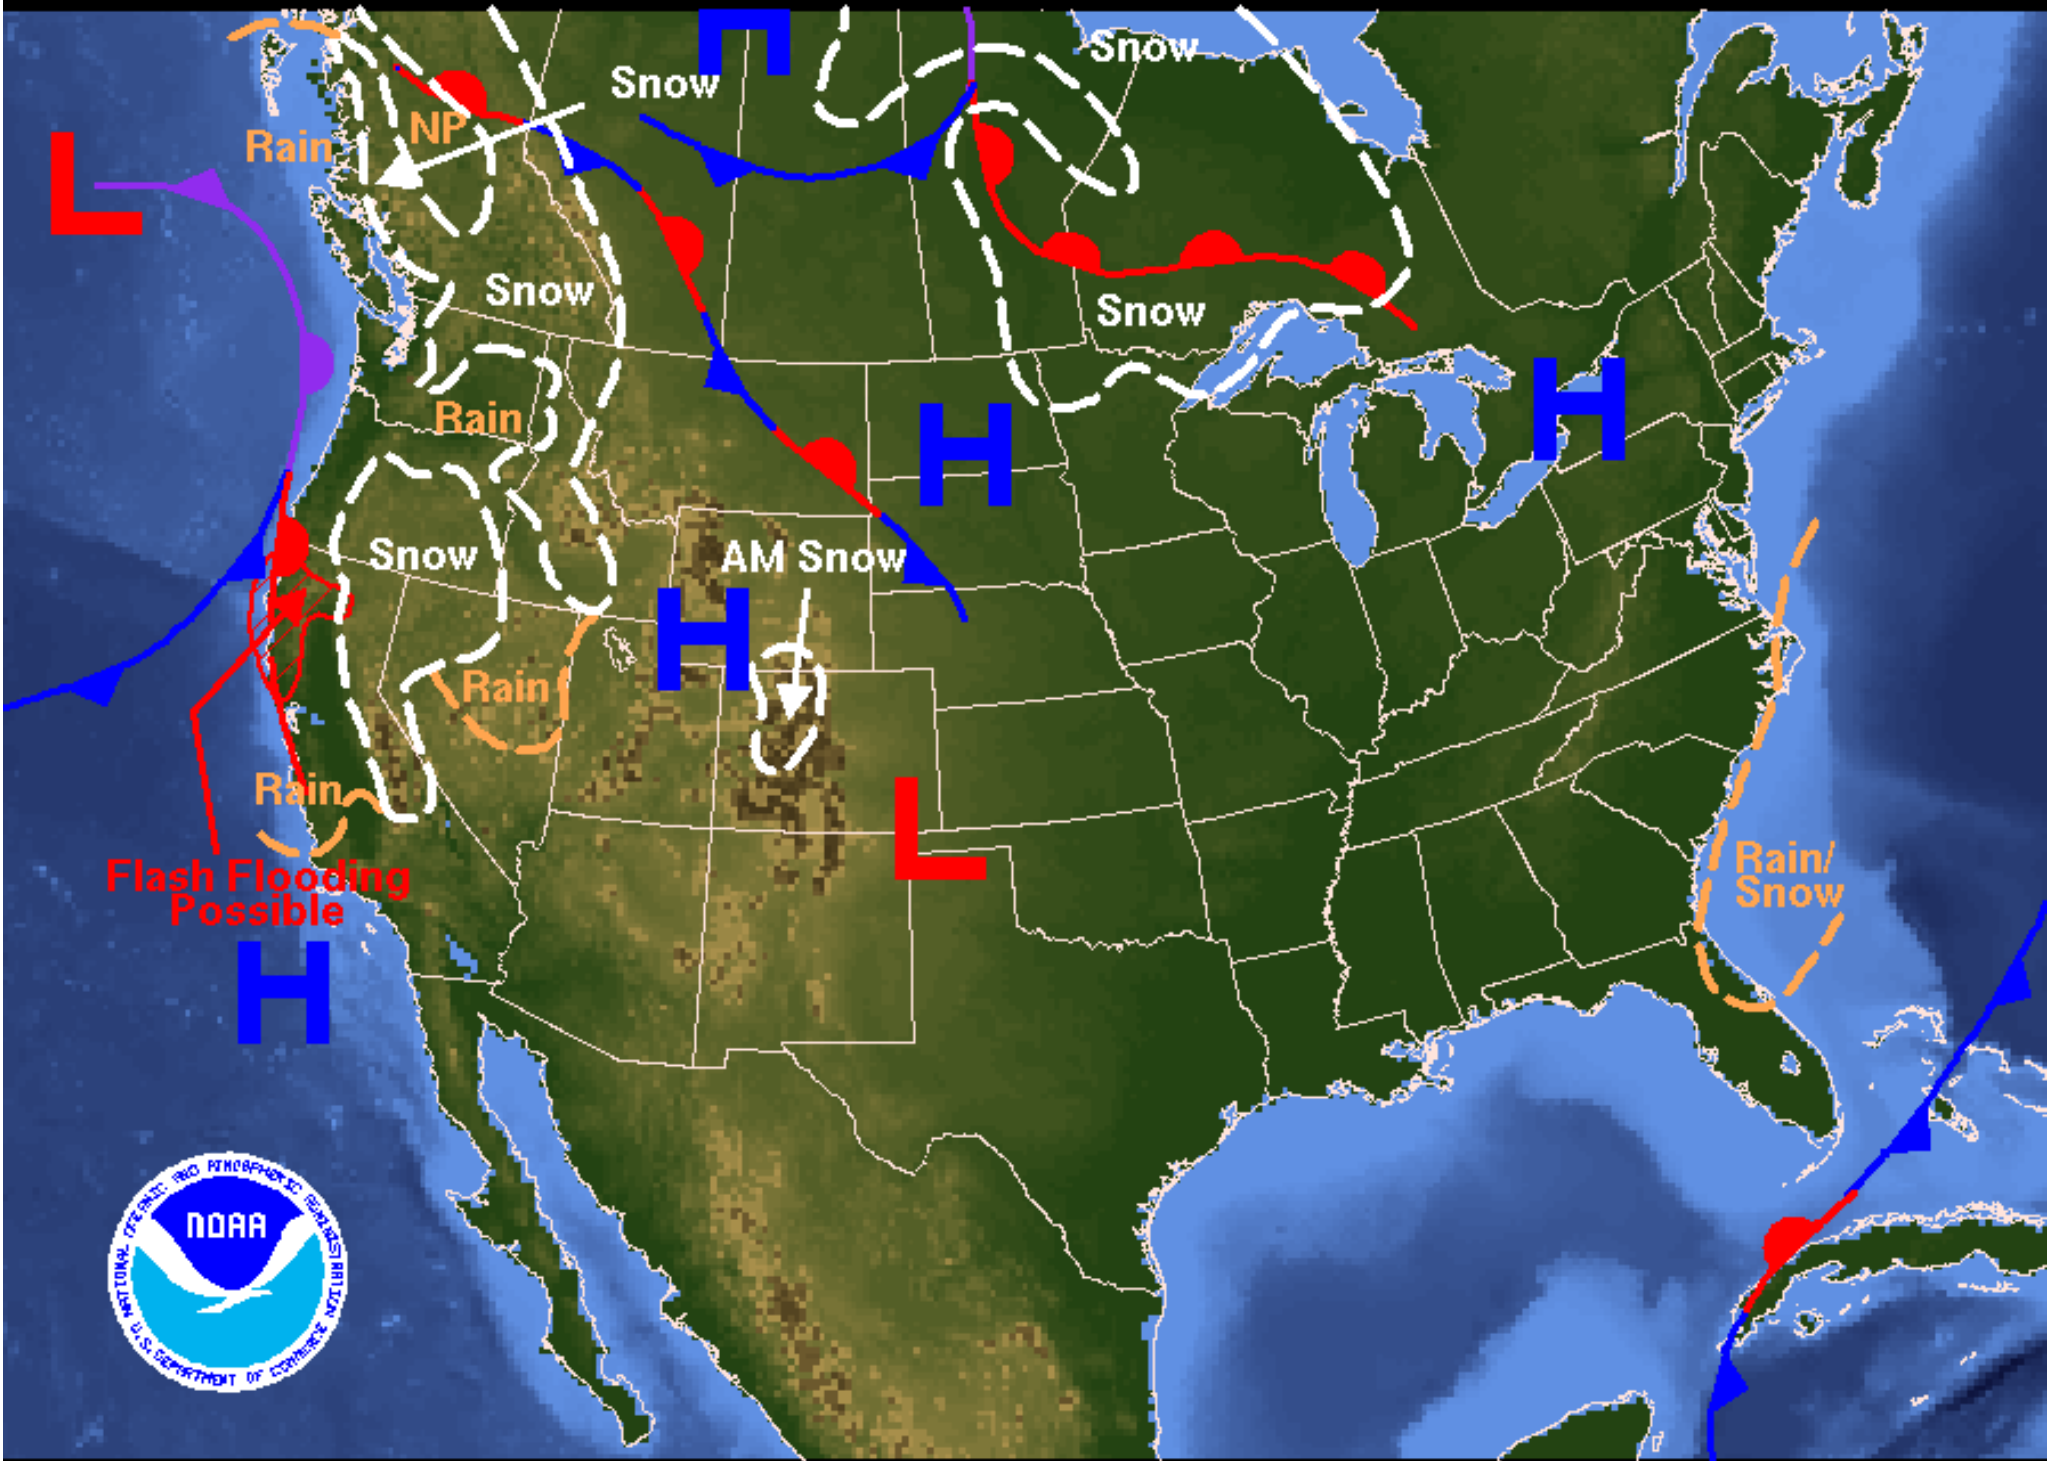 Snow
Snow
NP
Rain
Snow
Snow
Rain
Snow
AM Snow
Rain
Rain
Flash Flooding
Possible
Rain/
Snow
H
H
H
H
H
L
L
NATIONAL OCEANIC AND ATMOSPHERIC ADMINISTRATION
NOAA
U.S. DEPARTMENT OF COMMERCE